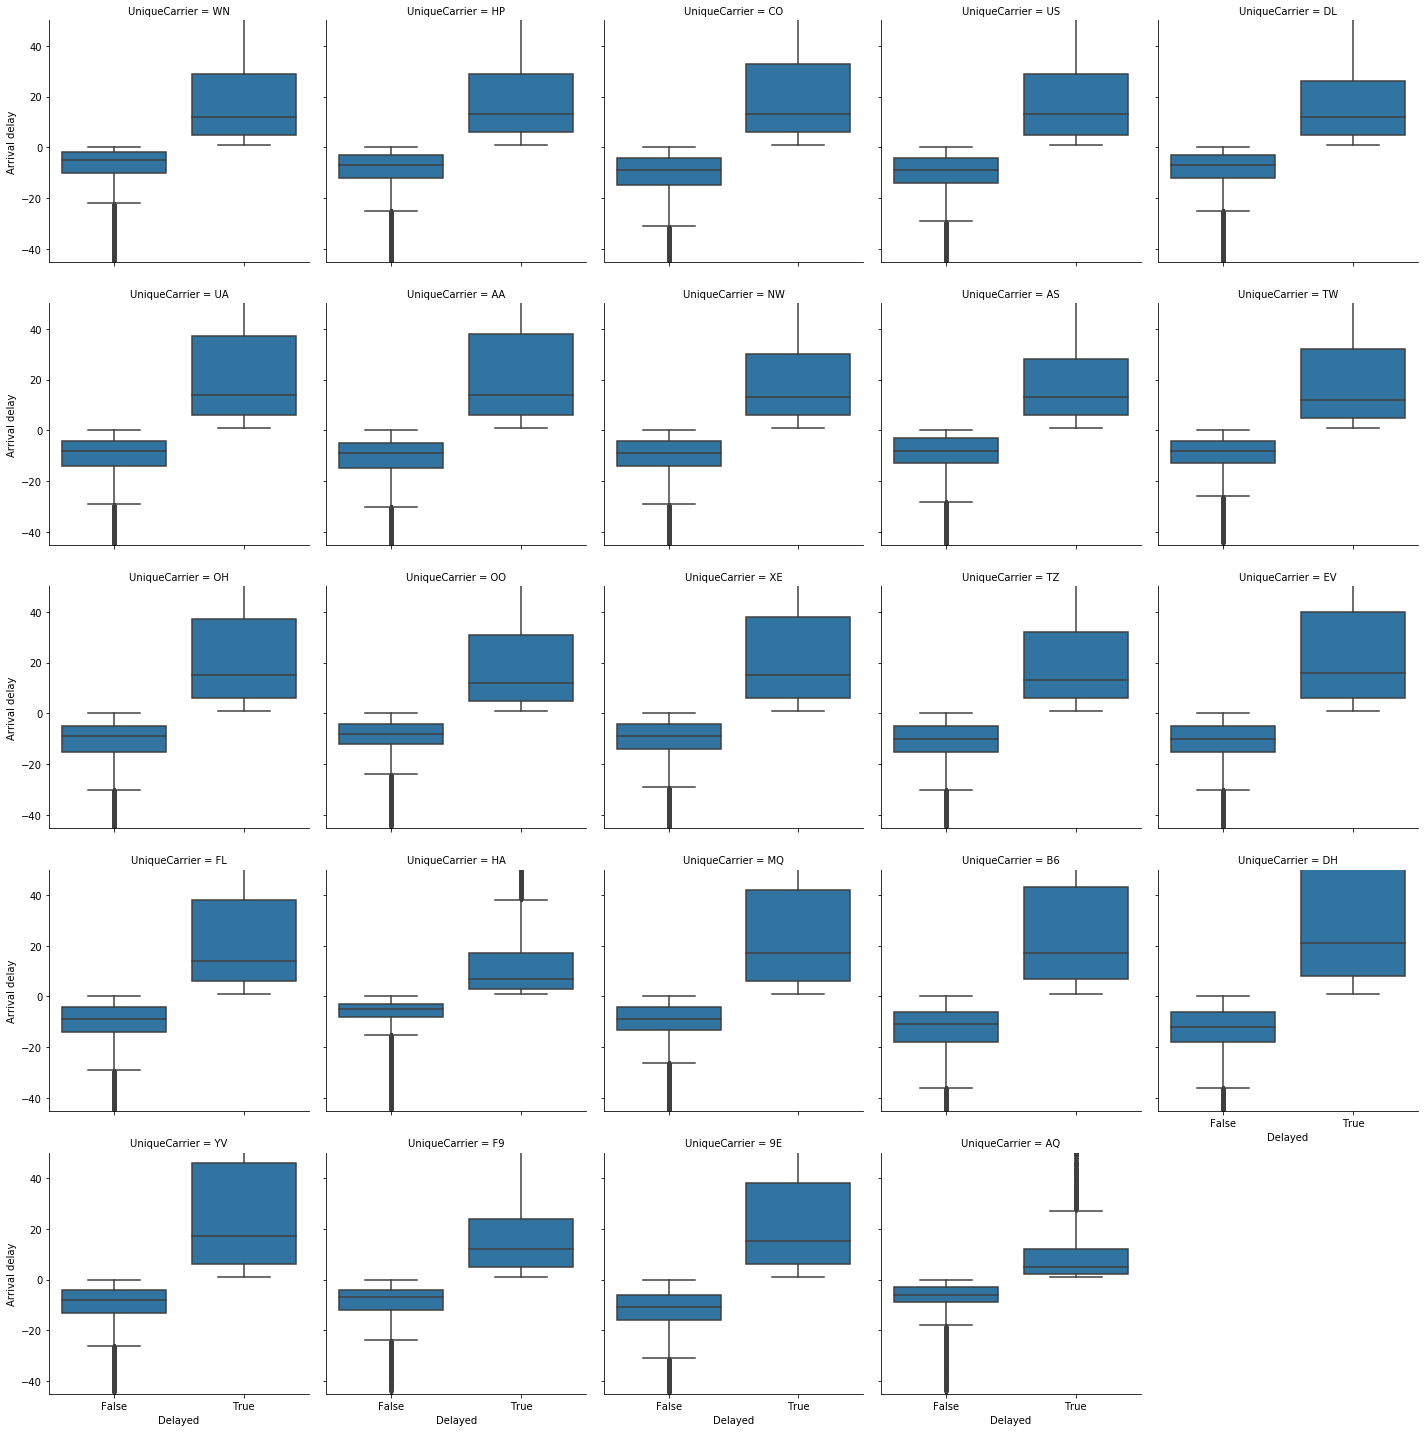 UniqueCarrier = WN
UniqueCarrier = HP
UniqueCarrier = CO
UniqueCarrier = US
UniqueCarrier = DL
40
20
0
−20
−40
Arrival delay
UniqueCarrier = UA
UniqueCarrier = AA
UniqueCarrier = NW
UniqueCarrier = AS
UniqueCarrier = TW
40
20
0
−20
−40
Arrival delay
UniqueCarrier = OH
UniqueCarrier = OO
UniqueCarrier = XE
UniqueCarrier = TZ
UniqueCarrier = EV
40
20
0
−20
−40
Arrival delay
UniqueCarrier = FL
UniqueCarrier = HA
UniqueCarrier = MQ
UniqueCarrier = B6
UniqueCarrier = DH
40
20
0
−20
−40
Arrival delay
False
True
Delayed
UniqueCarrier = YV
UniqueCarrier = F9
UniqueCarrier = 9E
UniqueCarrier = AQ
40
20
0
−20
−40
Arrival delay
False
True
Delayed
False
True
Delayed
False
True
Delayed
False
True
Delayed